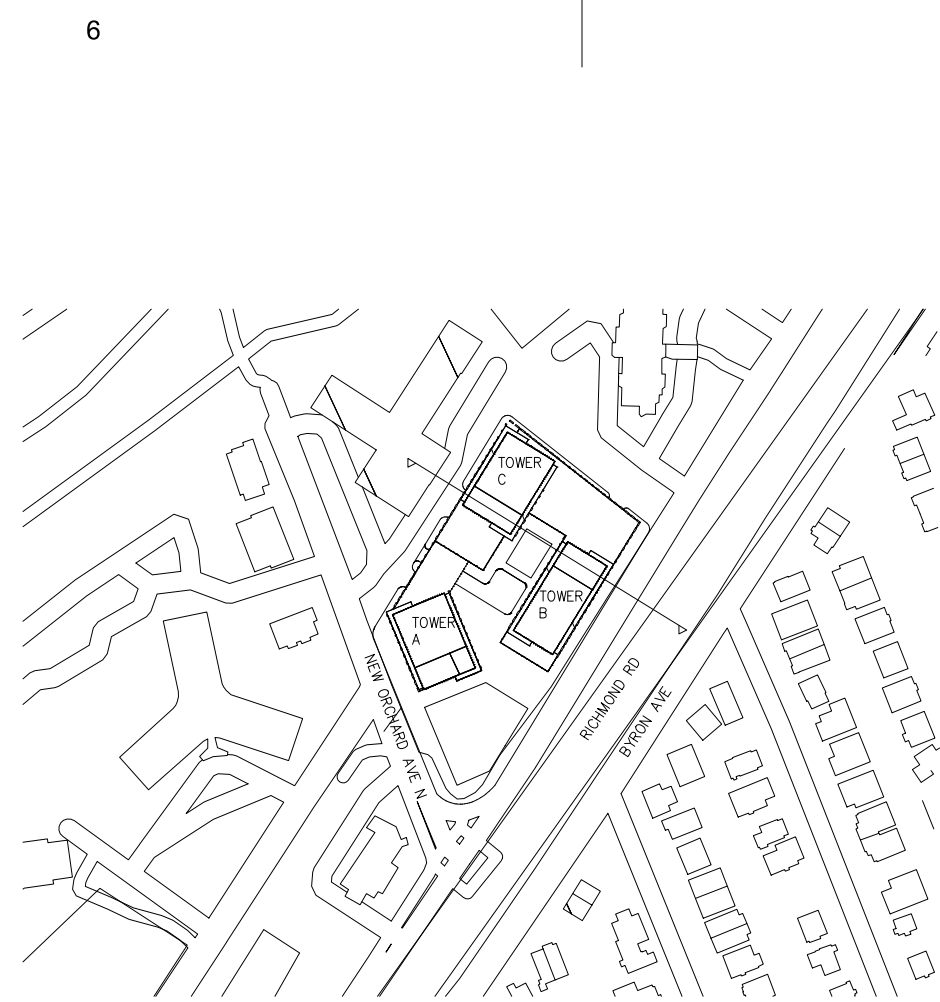 6
TOWER
C
TOWER
B
TOWER
A
NEW ORCHARD AVE N
RICHMOND RD
BYRON AVE